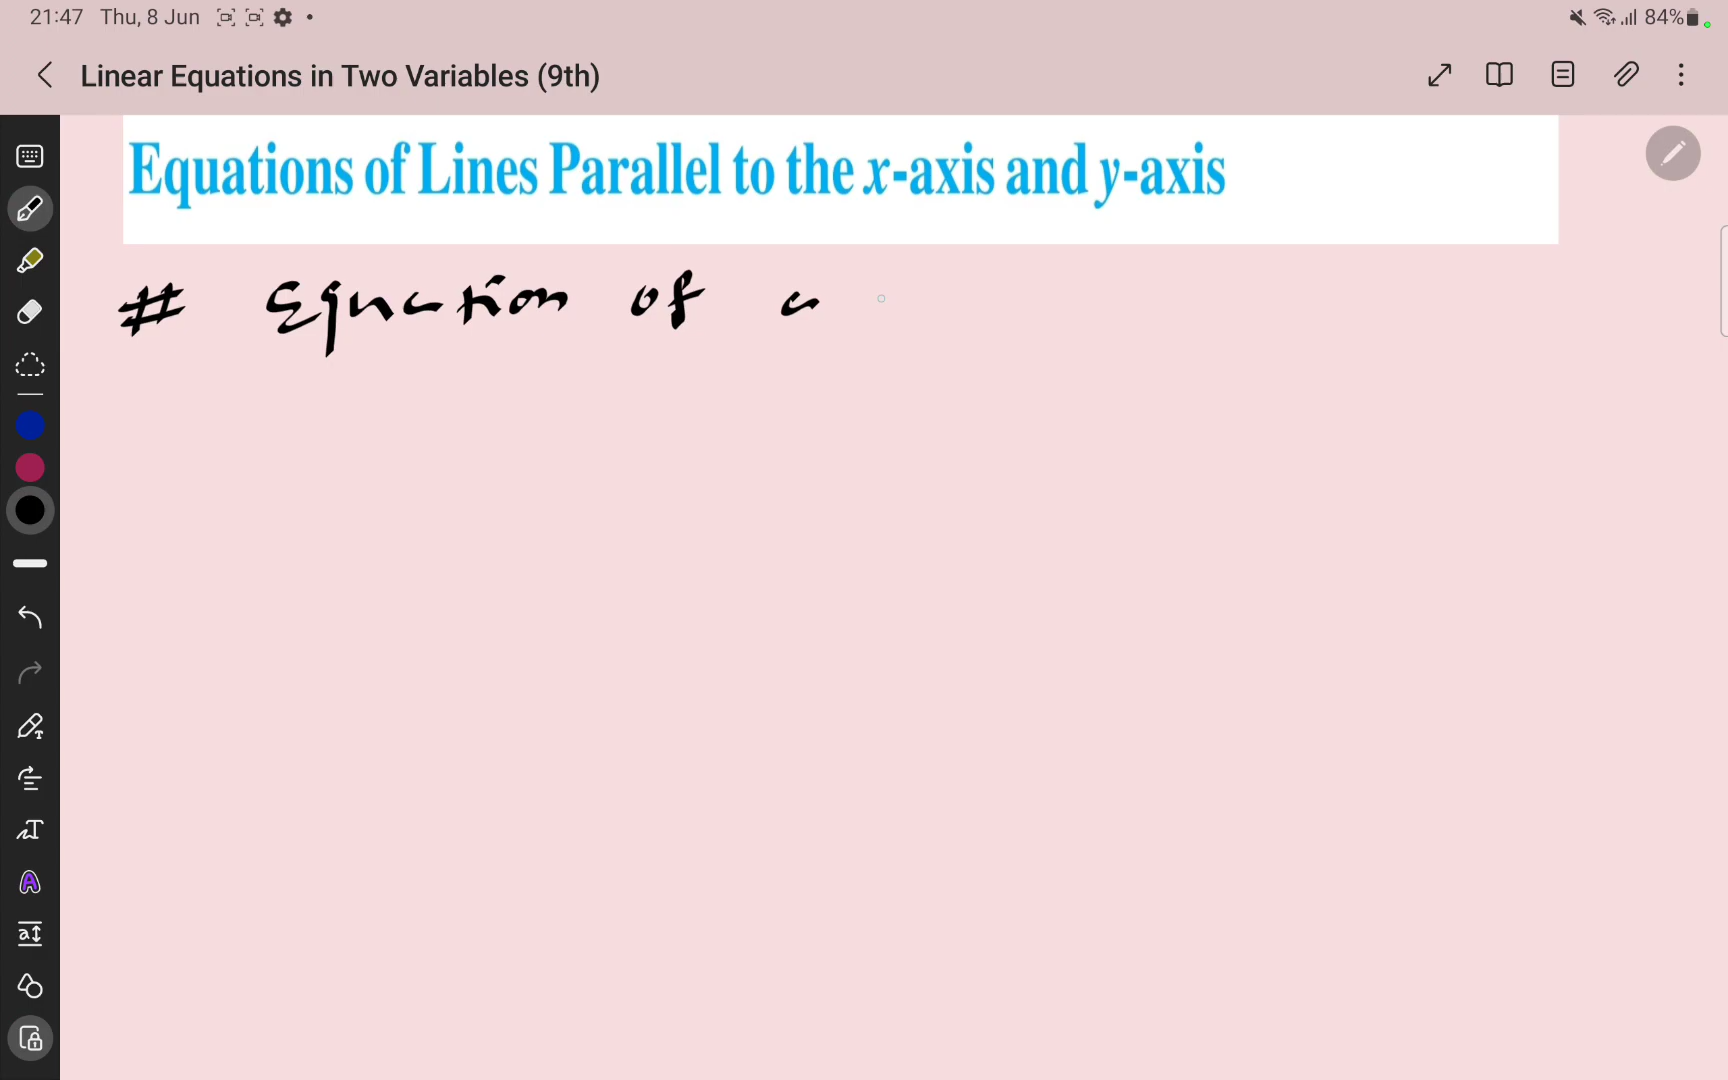 21:47 Thu, 8 Jun 84%
Linear Equations in Two Variables (9th)
Equations of Lines Parallel to the x-axis and y-axis
# Equation of a